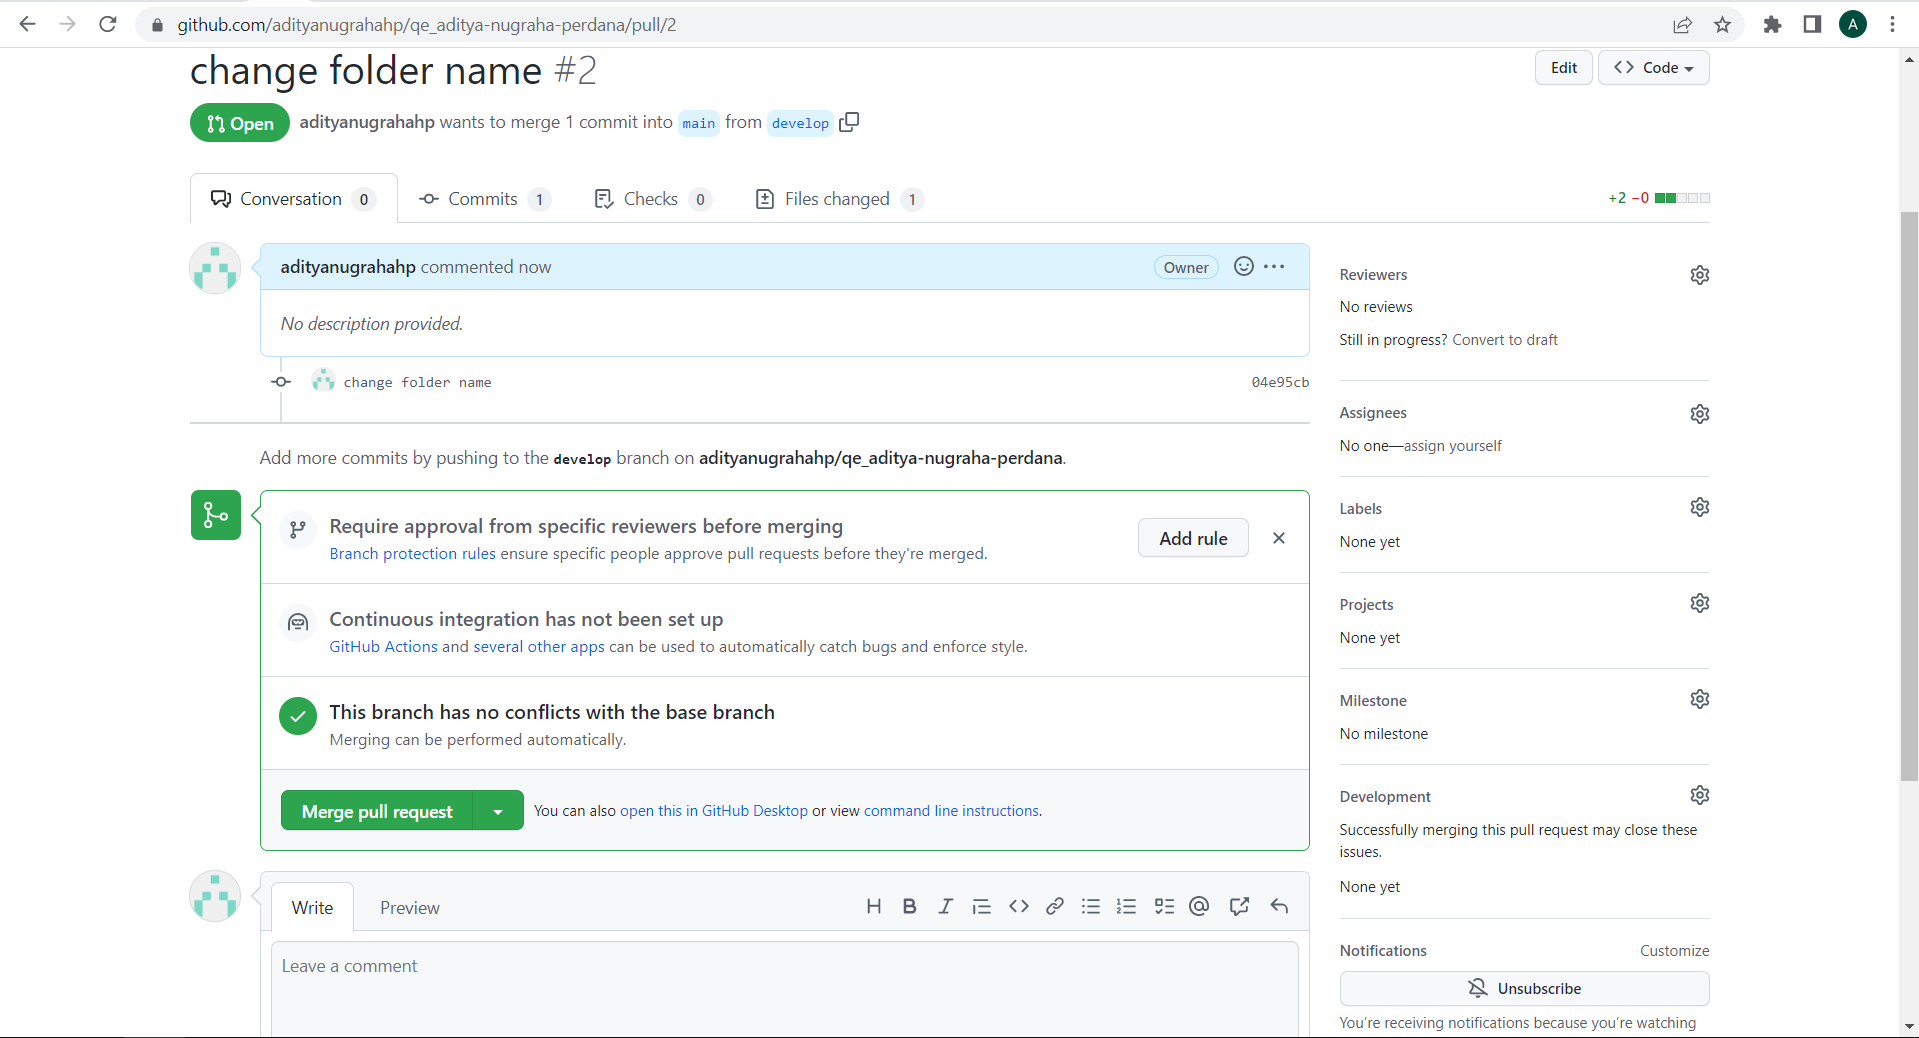 github.com/adityanugrahahp/qe_aditya-nugraha-perdana/pull/2
A
change folder name #2
Edit
Code
Open
adityanugrahahp wants to merge 1 commit into main from develop
Conversation 0
Commits 1
Checks 0
Files changed 1
+2 −0
adityanugrahahp commented now
Owner
No description provided.
change folder name
04e95cb
Add more commits by pushing to the develop branch on adityanugrahahp/qe_aditya-nugraha-perdana.
Require approval from specific reviewers before merging
Branch protection rules ensure specific people approve pull requests before they're merged.
Add rule
Continuous integration has not been set up
GitHub Actions and several other apps can be used to automatically catch bugs and enforce style.
This branch has no conflicts with the base branch
Merging can be performed automatically.
Merge pull request
You can also open this in GitHub Desktop or view command line instructions.
Write
Preview
Leave a comment
Reviewers
No reviews
Still in progress? Convert to draft
Assignees
No one—assign yourself
Labels
None yet
Projects
None yet
Milestone
No milestone
Development
Successfully merging this pull request may close these
issues.
None yet
Notifications
Customize
Unsubscribe
You're receiving notifications because you're watching